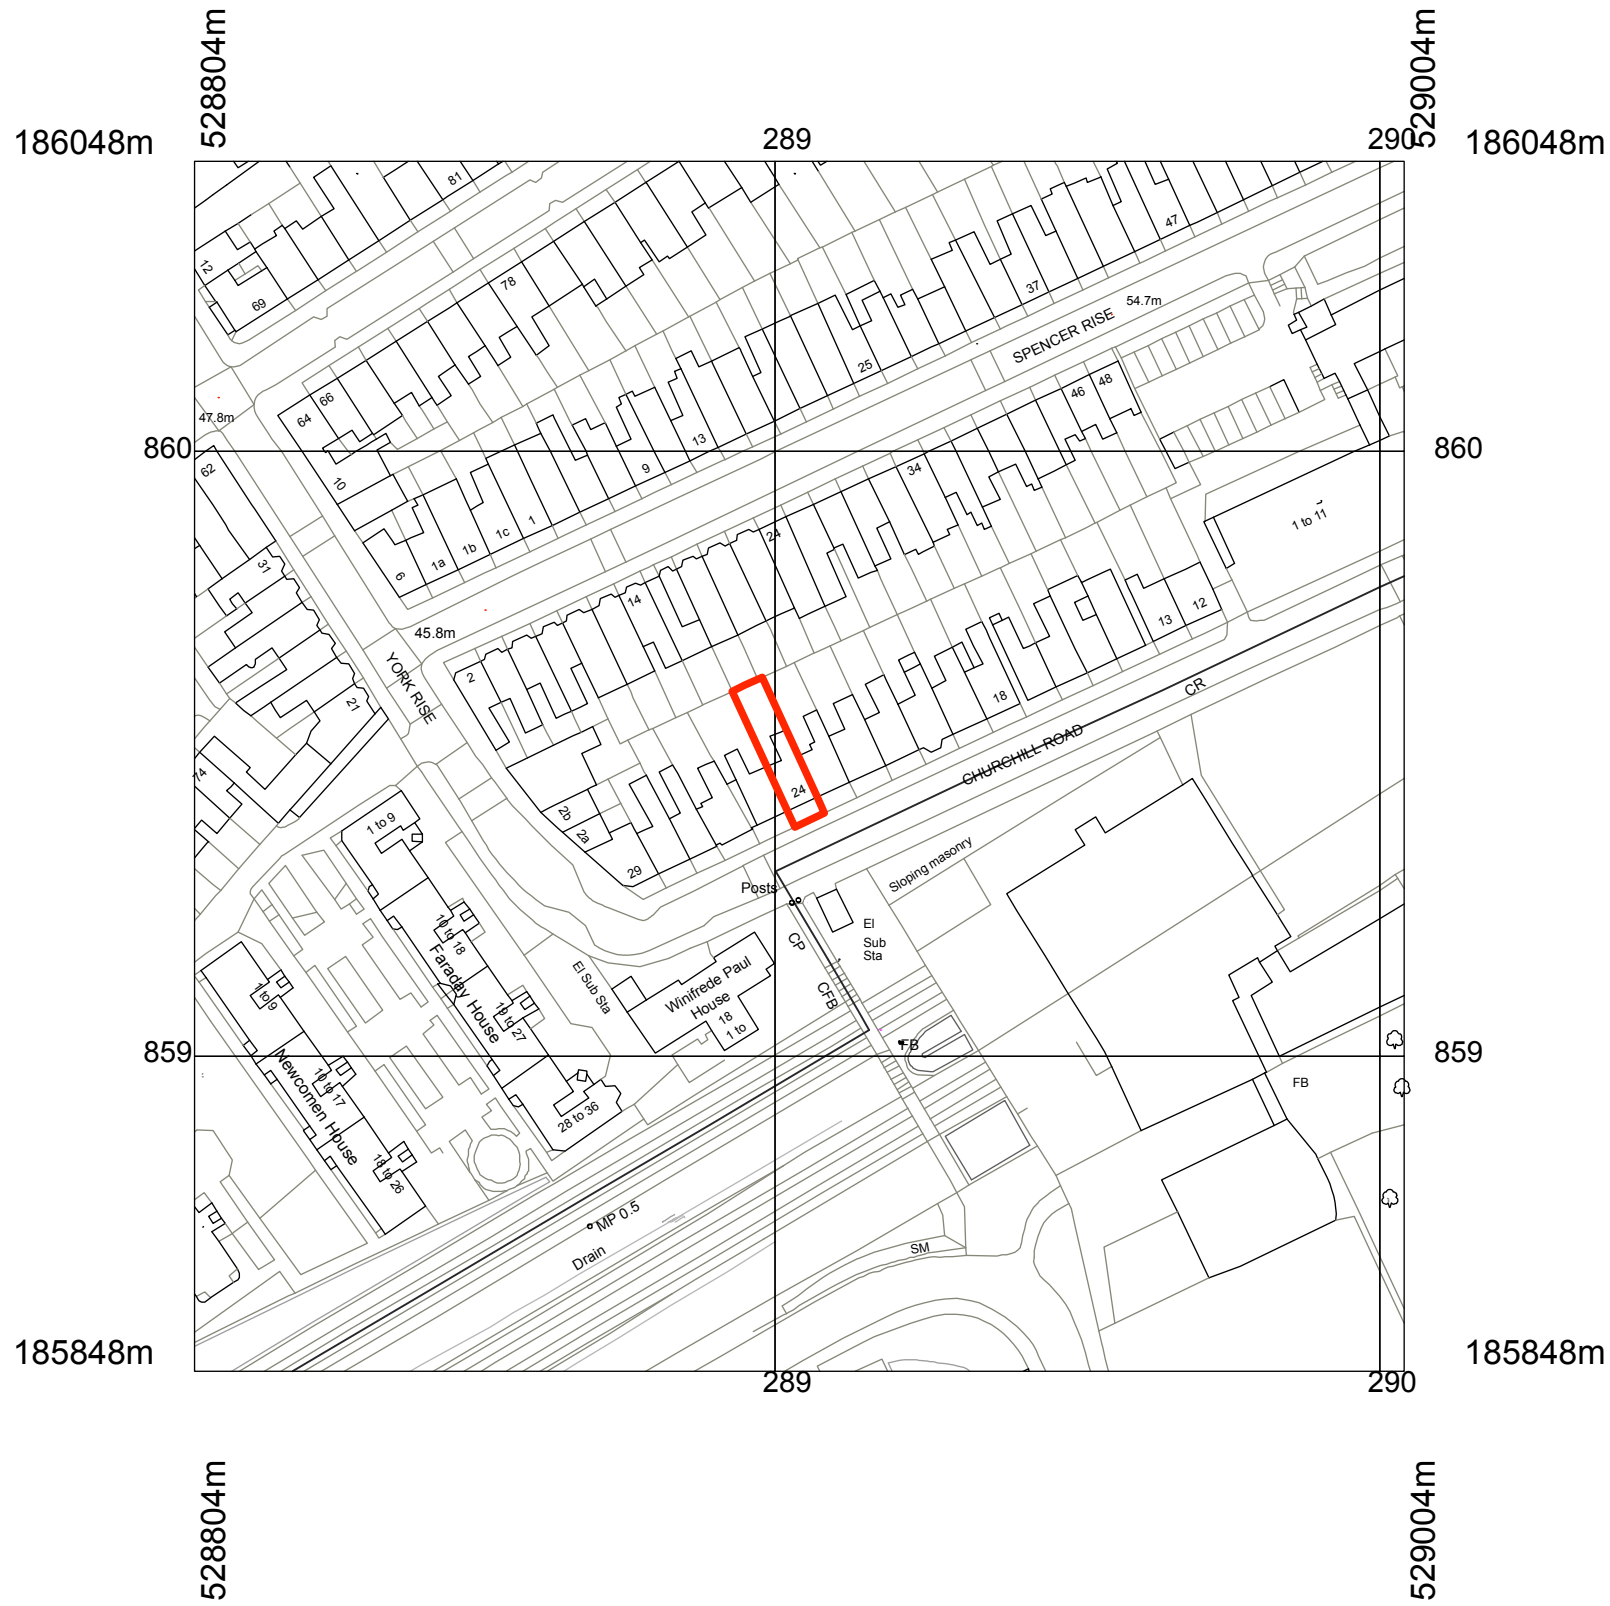 528804m
529004m
186048m
289
290
186048m
81
12
69
78
47
37
54.7m
SPENCER RISE
25
64
66
47.8m
46
48
13
860
860
62
10
9
34
1
1c
1b
1a
6
31
24
1 to 11
14
45.8m
2
13
12
YORK RISE
21
18
CR
CHURCHILL ROAD
74
24
2b
2a
1 to 9
29
Sloping masonry
Posts
El
Sub
Sta
CP
10 to 18
Faraday House
El Sub Sta
Winifrede Paul
House
18
1 to
CFB
1 to 9
19 to 27
859
FB
859
Newcomen House
10 to 17
FB
28 to 36
18 to 26
MP 0.5
Drain
SM
185848m
185848m
289
290
528804m
529004m